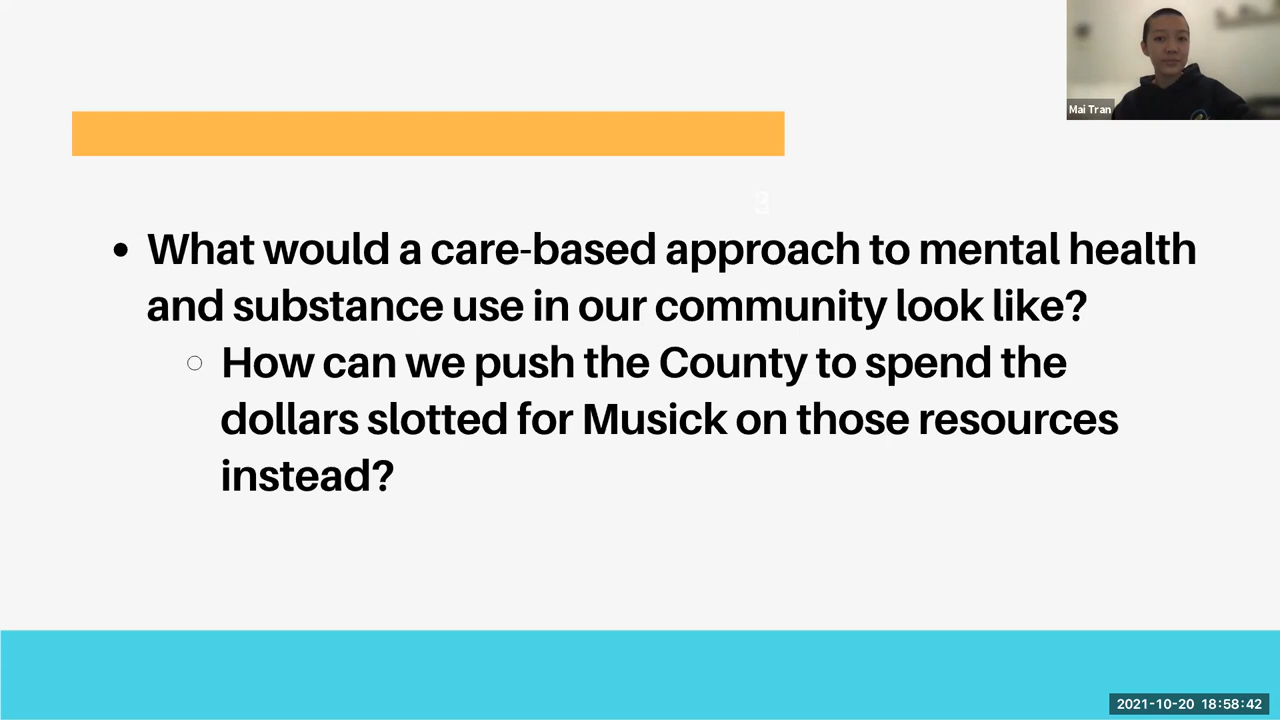 Mai Tran
3
• What would a care-based approach to mental health
and substance use in our community look like?
○ How can we push the County to spend the
dollars slotted for Musick on those resources
instead?
2021-10-20 18:58:42